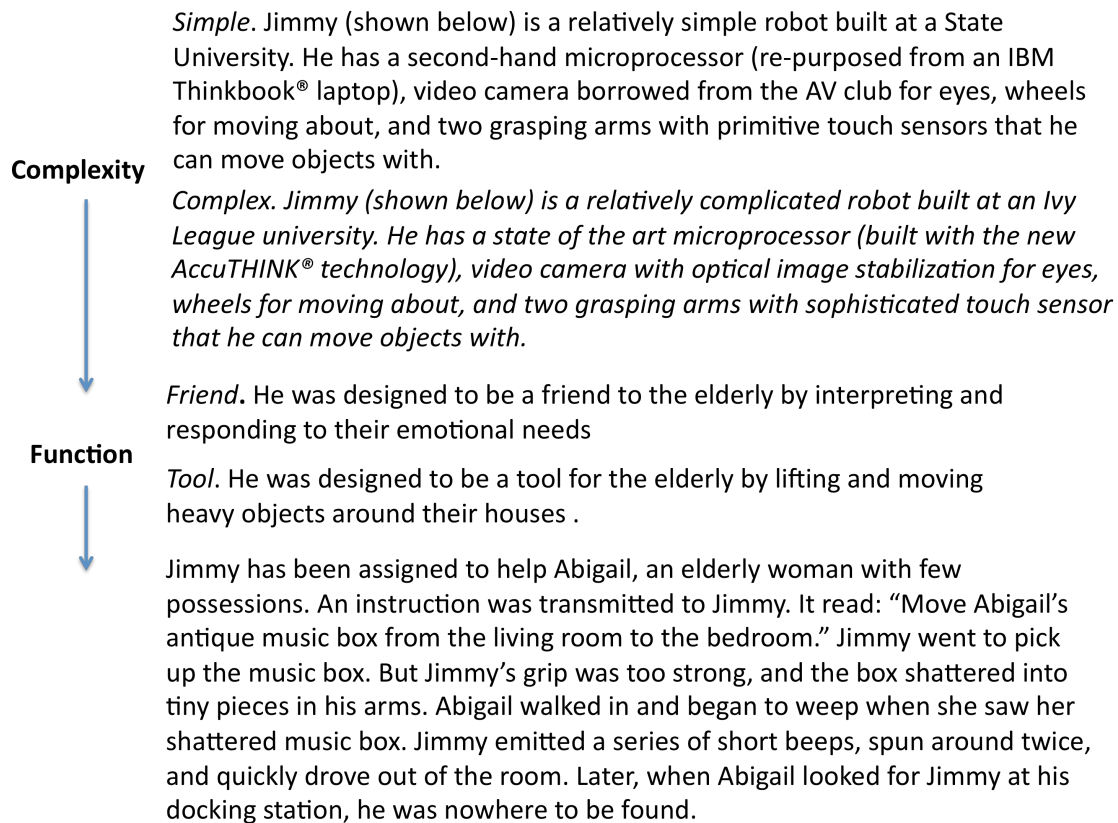 Simple. Jimmy (shown below) is a relatively simple robot built at a State
University. He has a second-hand microprocessor (re-purposed from an IBM
Thinkbook® laptop), video camera borrowed from the AV club for eyes, wheels
for moving about, and two grasping arms with primitive touch sensors that he
can move objects with.
Complexity
Complex. Jimmy (shown below) is a relatively complicated robot built at an Ivy
League university. He has a state of the art microprocessor (built with the new
AccuTHINK® technology), video camera with optical image stabilization for eyes,
wheels for moving about, and two grasping arms with sophisticated touch sensor
that he can move objects with.
Friend. He was designed to be a friend to the elderly by interpreting and
responding to their emotional needs
Function
Tool. He was designed to be a tool for the elderly by lifting and moving
heavy objects around their houses .
Jimmy has been assigned to help Abigail, an elderly woman with few
possessions. An instruction was transmitted to Jimmy. It read: “Move Abigail’s
antique music box from the living room to the bedroom.” Jimmy went to pick
up the music box. But Jimmy’s grip was too strong, and the box shattered into
tiny pieces in his arms. Abigail walked in and began to weep when she saw her
shattered music box. Jimmy emitted a series of short beeps, spun around twice,
and quickly drove out of the room. Later, when Abigail looked for Jimmy at his
docking station, he was nowhere to be found.